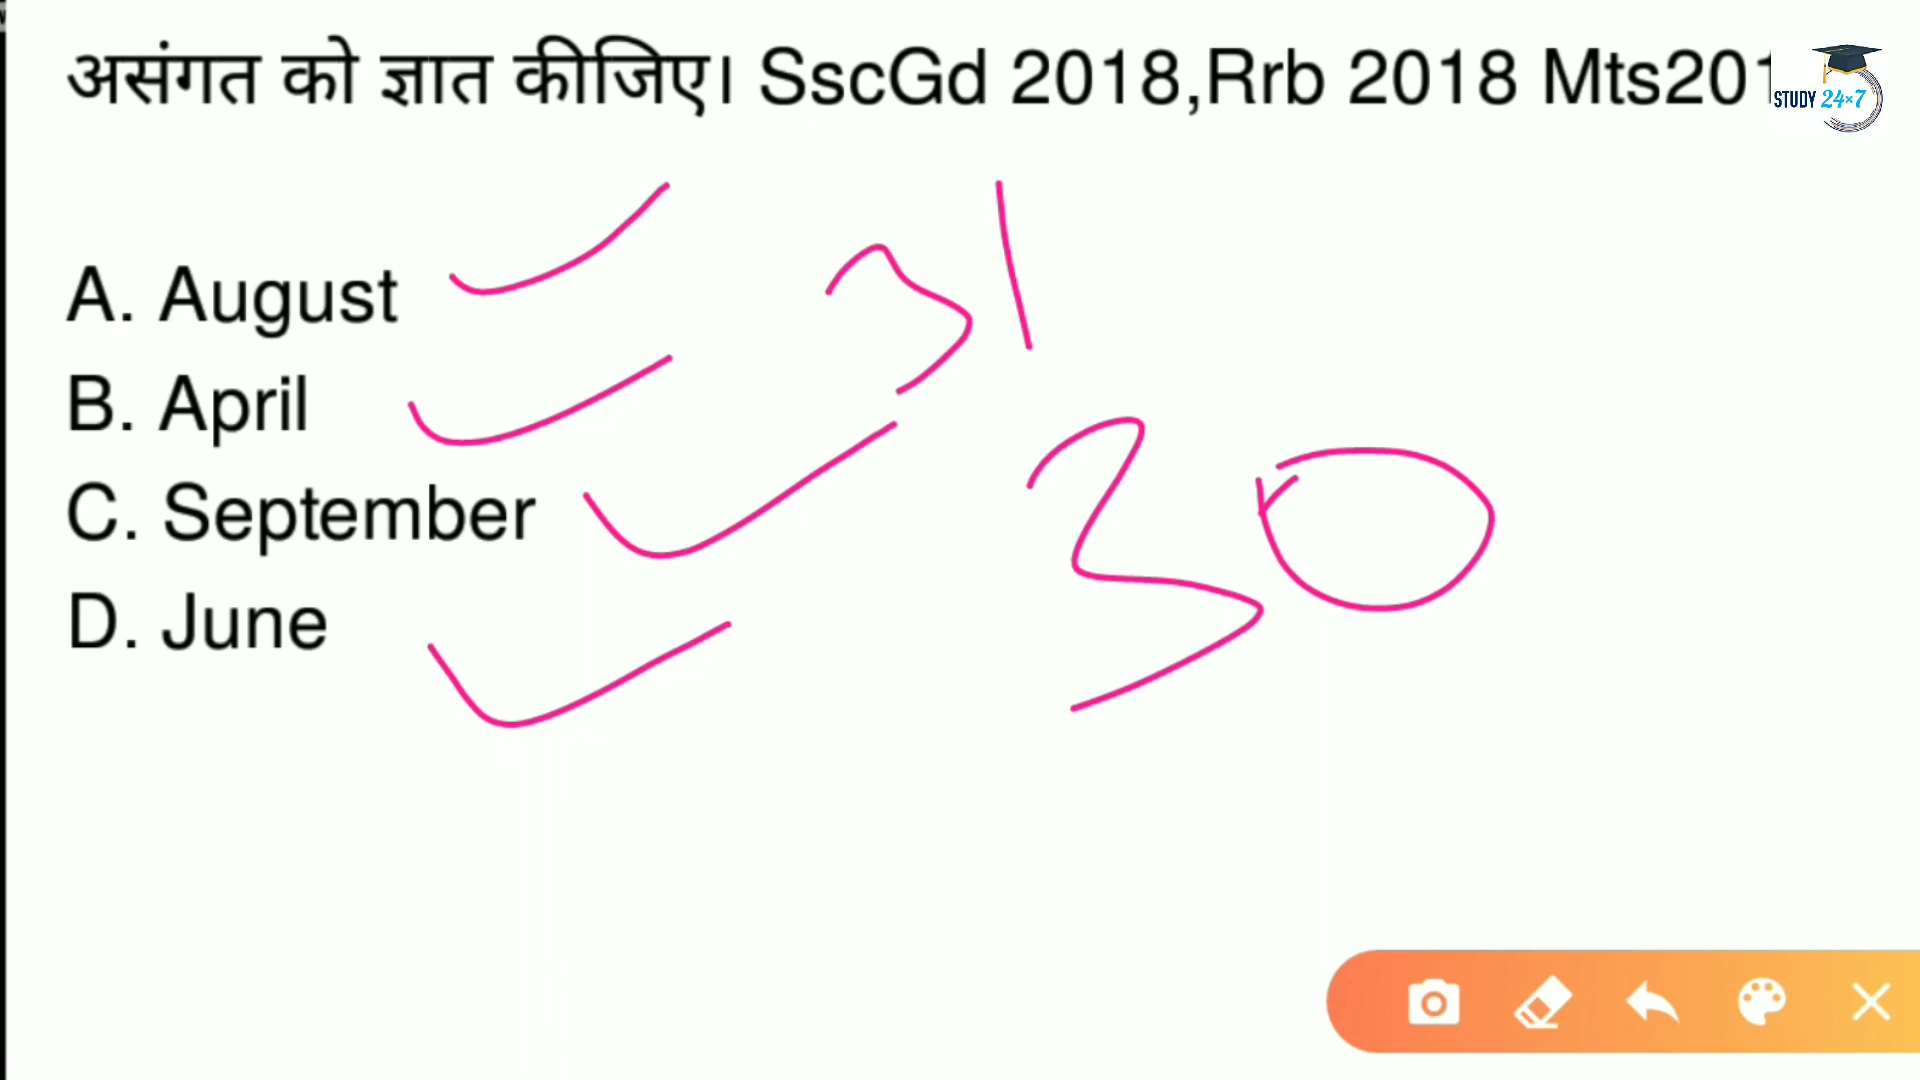 असंगत को ज्ञात कीजिए। SscGd 2018,Rrb 2018 Mts201
STUDY 24×7
A. August
31
B. April
C. September
30
D. June